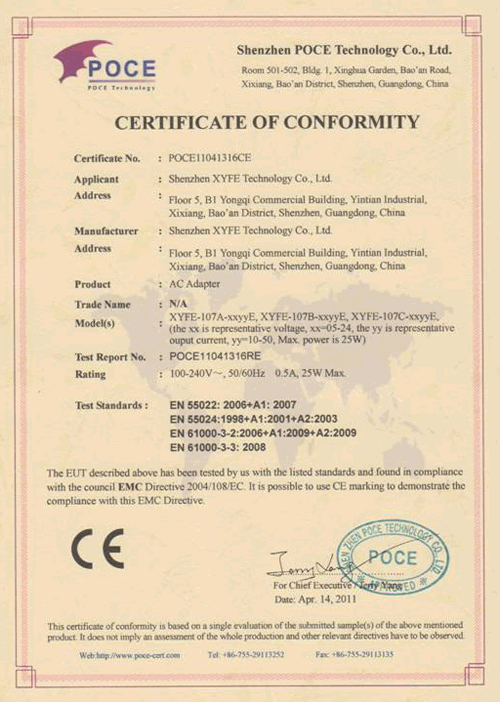 POCE
POCE Technology
Shenzhen POCE Technology Co., Ltd.
Room 501-502, Bldg. 1, Xinghua Garden, Bao'an Road,
Xixiang, Bao'an District, Shenzhen, Guangdong, China
CERTIFICATE OF CONFORMITY
Certificate No. : POCE11041316CE
Applicant : Shenzhen XYFE Technology Co., Ltd.
Address : Floor 5, B1 Yongqi Commercial Building, Yintian Industrial,
Xixiang, Bao'an District, Shenzhen, Guangdong, China
Manufacturer : Shenzhen XYFE Technology Co., Ltd.
Address : Floor 5, B1 Yongqi Commercial Building, Yintian Industrial,
Xixiang, Bao'an District, Shenzhen, Guangdong, China
Product : AC Adapter
Trade Name : N/A
Model(s) : XYFE-107A-xxyyE, XYFE-107B-xxyyE, XYFE-107C-xxyyE,
(the xx is representative voltage, xx=05-24, the yy is representative
ouput current, yy=10-50, Max. power is 25W)
Test Report No. : POCE11041316RE
Rating : 100-240V～, 50/60Hz 0.5A, 25W Max.
Test Standards : EN 55022: 2006+A1: 2007
EN 55024:1998+A1:2001+A2:2003
EN 61000-3-2:2006+A1:2009+A2:2009
EN 61000-3-3: 2008
The EUT described above has been tested by us with the listed standards and found in compliance
with the council EMC Directive 2004/108/EC. It is possible to use CE marking to demonstrate the
compliance with this EMC Directive.
CE
SHEN ZHEN POCE TECHNOLOGY CO., LTD
POCE
APPROVED
For Chief Executive Terry Yang
Date: Apr. 14, 2011
This certificate of conformity is based on a single evaluation of the submitted sample(s) of the above mentioned
product. It does not imply an assessment of the whole production and other relevant directives have to be observed.
Web:http://www.poce-cert.com Tel: +86-755-29113252 Fax: +86-755-29113135